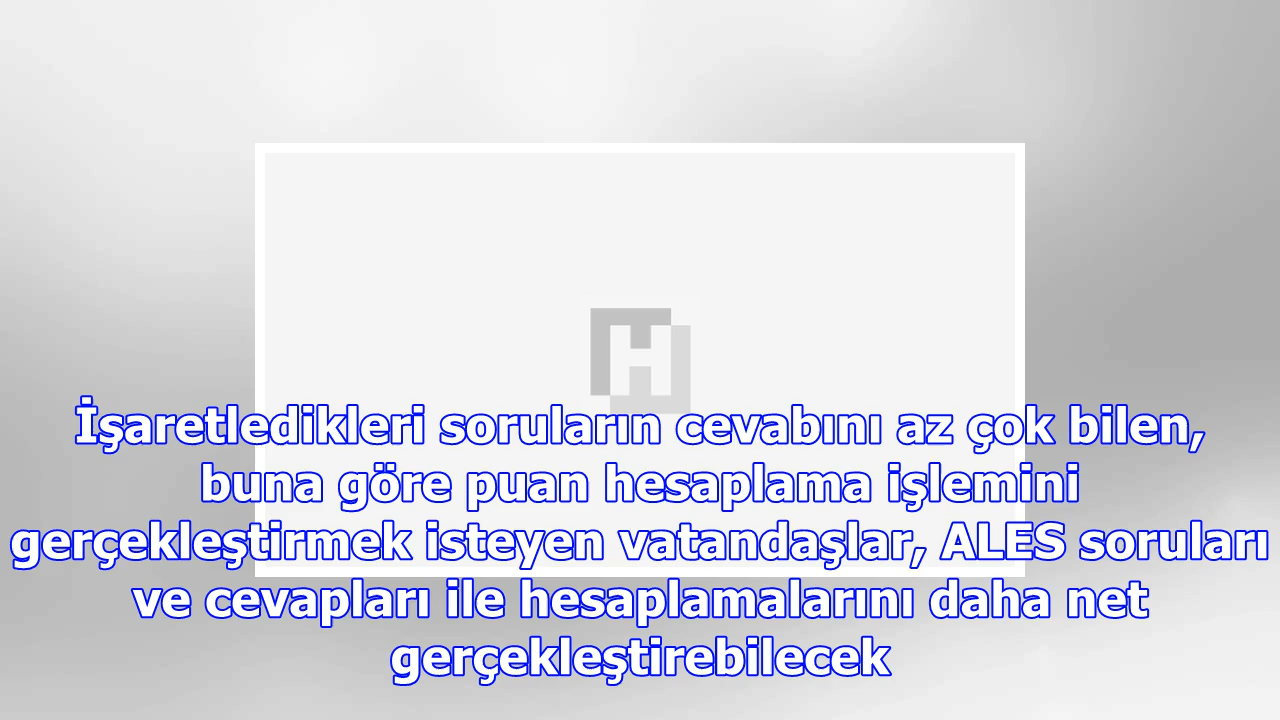 İşaretledikleri soruların cevabını az çok bilen,
buna göre puan hesaplama işlemini
gerçekleştirmek isteyen vatandaşlar, ALES soruları
ve cevapları ile hesaplamalarını daha net
gerçekleştirebilecek